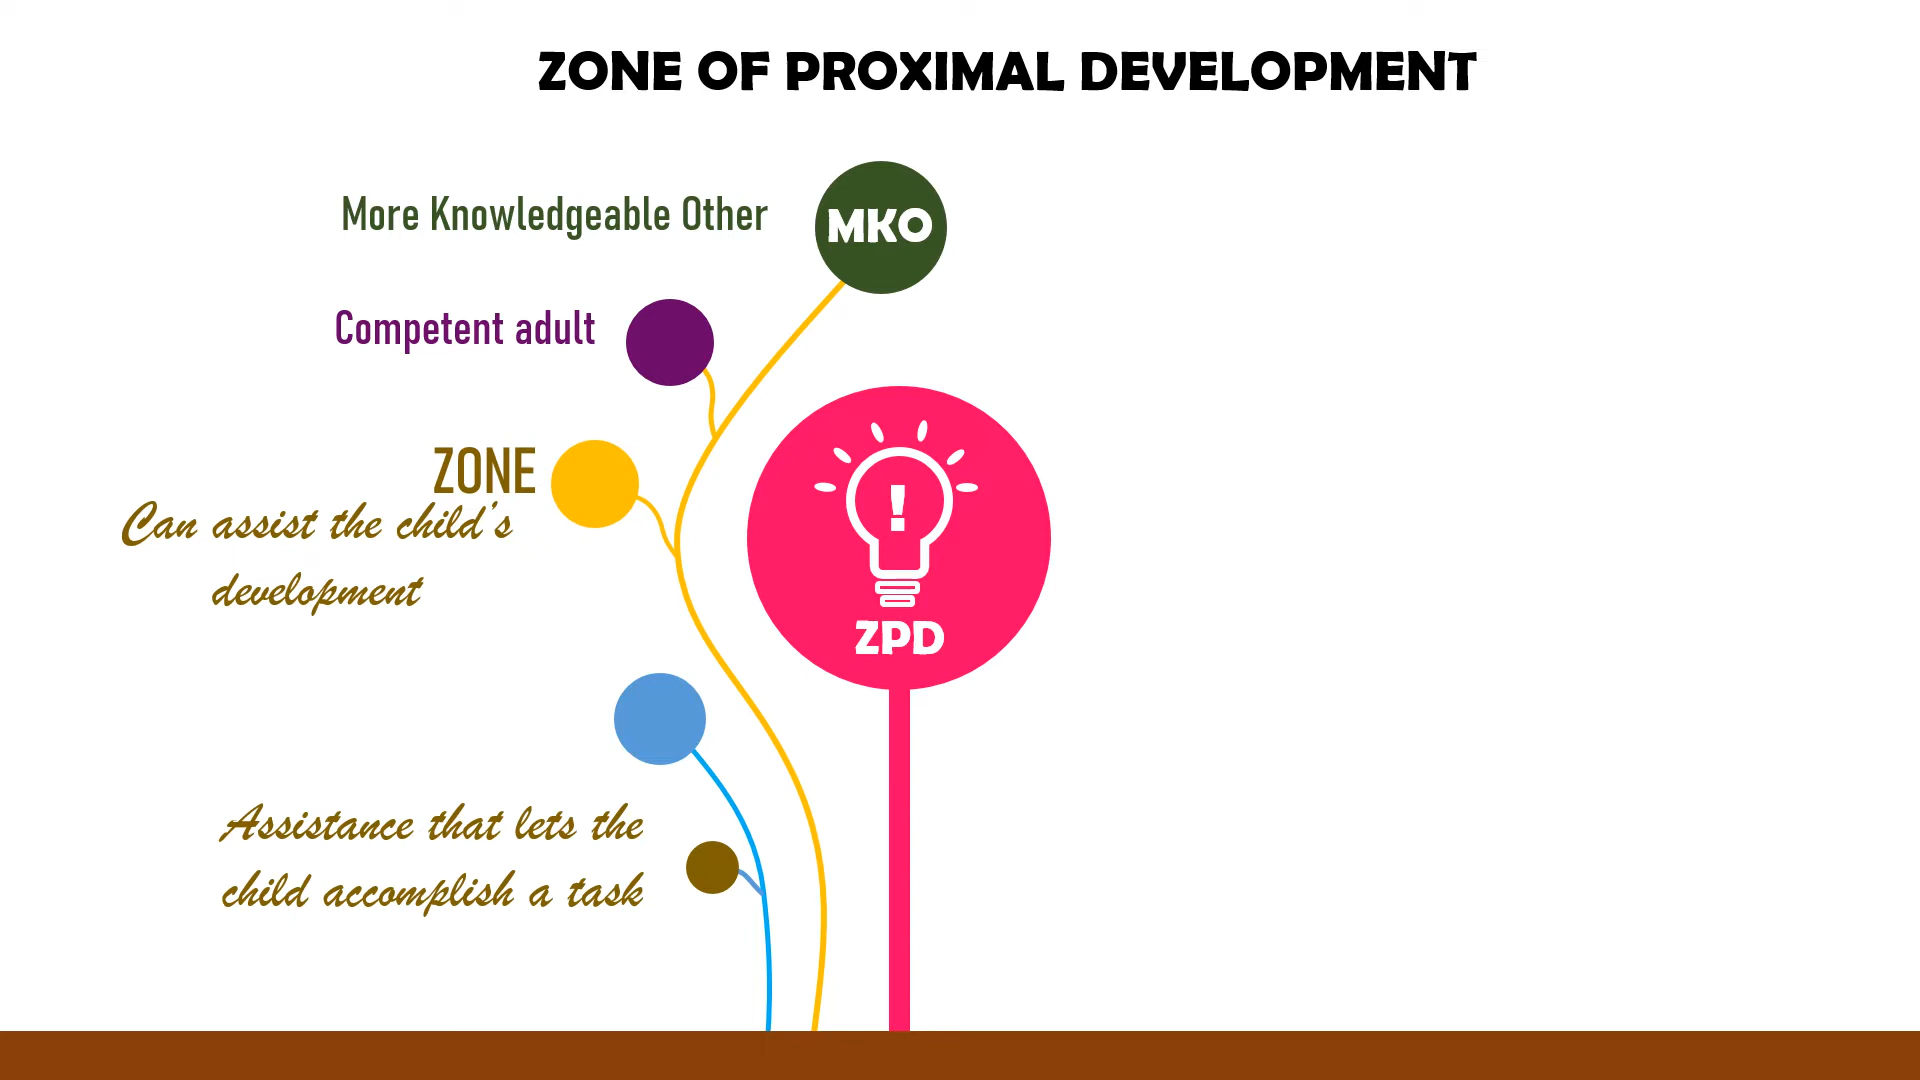 ZONE OF PROXIMAL DEVELOPMENT
More Knowledgeable Other
MKO
Competent adult
ZONE
Can assist the child's
development
!
ZPD
Assistance that lets the
child accomplish a task